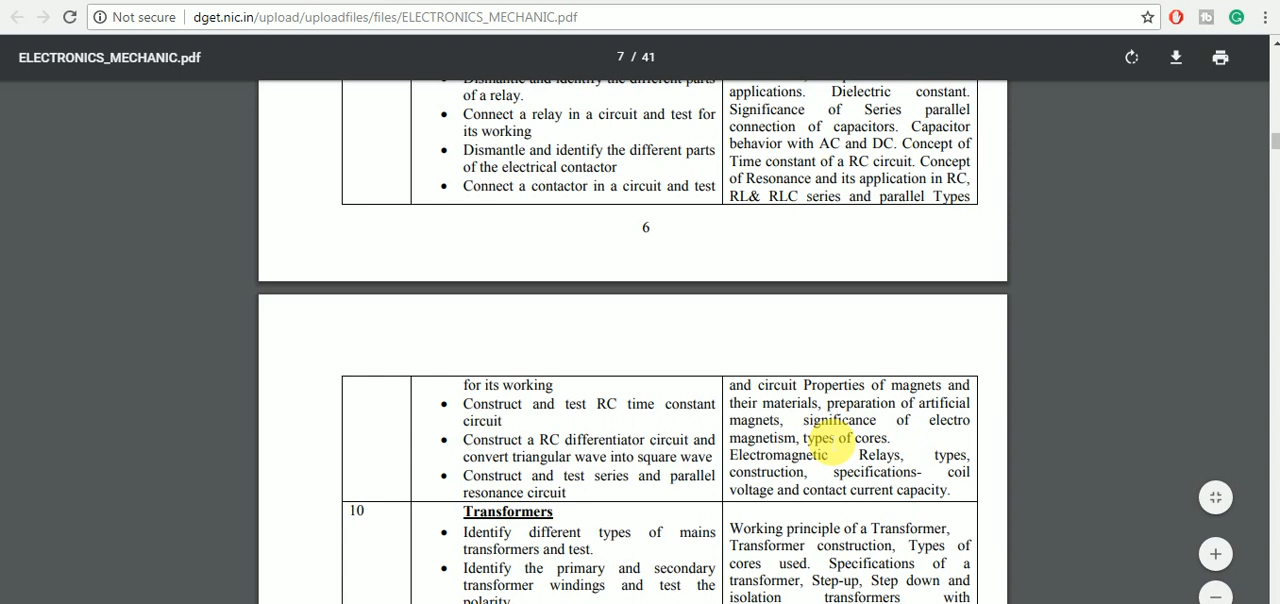 Not secure | dget.nic.in/upload/uploadfiles/files/ELECTRONICS_MECHANIC.pdf
ELECTRONICS_MECHANIC.pdf
7 / 41
Dismantle and identify the different parts
of a relay.
• Connect a relay in a circuit and test for
its working
• Dismantle and identify the different parts
of the electrical contactor
• Connect a contactor in a circuit and test
applications. Dielectric constant.
Significance of Series parallel
connection of capacitors. Capacitor
behavior with AC and DC. Concept of
Time constant of a RC circuit. Concept
of Resonance and its application in RC,
RL& RLC series and parallel Types
6
for its working
• Construct and test RC time constant
circuit
• Construct a RC differentiator circuit and
convert triangular wave into square wave
• Construct and test series and parallel
resonance circuit
and circuit Properties of magnets and
their materials, preparation of artificial
magnets, significance of electro
magnetism, types of cores.
Electromagnetic Relays, types,
construction, specifications- coil
voltage and contact current capacity.
10
Transformers
• Identify different types of mains
transformers and test.
• Identify the primary and secondary
transformer windings and test the
polarity
Working principle of a Transformer,
Transformer construction, Types of
cores used. Specifications of a
transformer, Step-up, Step down and
isolation transformers with